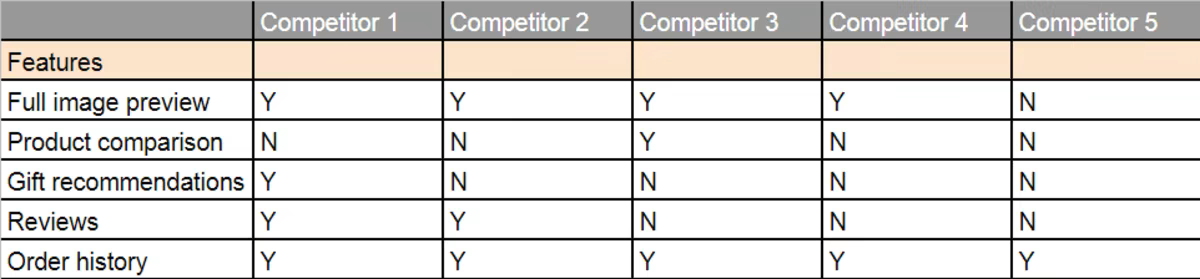 Competitor 1 Competitor 2 Competitor 3 Competitor 4 Competitor 5
Features
Full image preview Y Y Y Y N
Product comparison N N Y N N
Gift recommendations Y N N N N
Reviews Y Y N N N
Order history Y Y Y Y Y